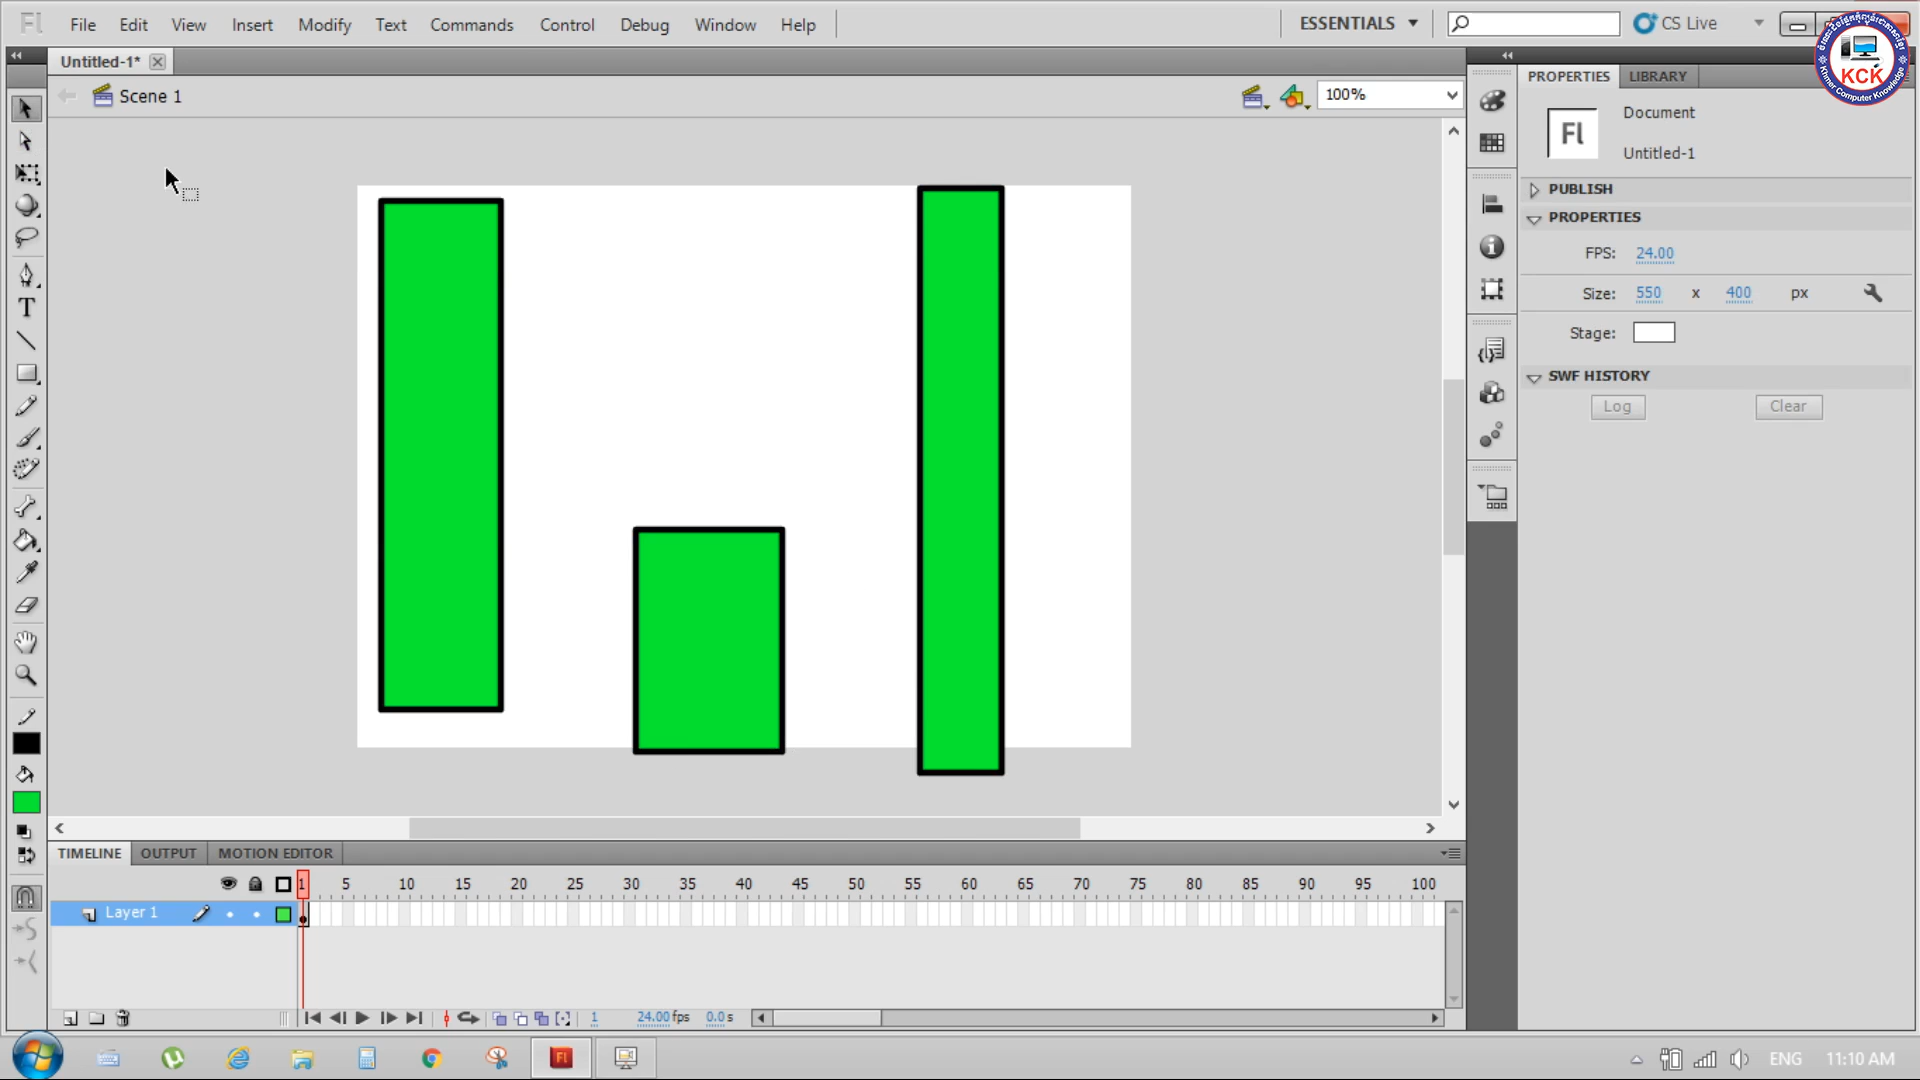 Fl File Edit View Insert Modify Text Commands Control Debug Window Help ESSENTIALS CS Live
Untitled-1*
Scene 1
100%
KCK
Khmer Computer Knowledge
PROPERTIES LIBRARY
Fl
Document
Untitled-1
PUBLISH
PROPERTIES
FPS: 24.00
Size: 550 x 400 px
Stage:
SWF HISTORY
Log Clear
T
TIMELINE OUTPUT MOTION EDITOR
1 5 10 15 20 25 30 35 40 45 50 55 60 65 70 75 80 85 90 95 100
Layer 1
1 24.00 fps 0.0 s
Fl
ENG 11:10 AM